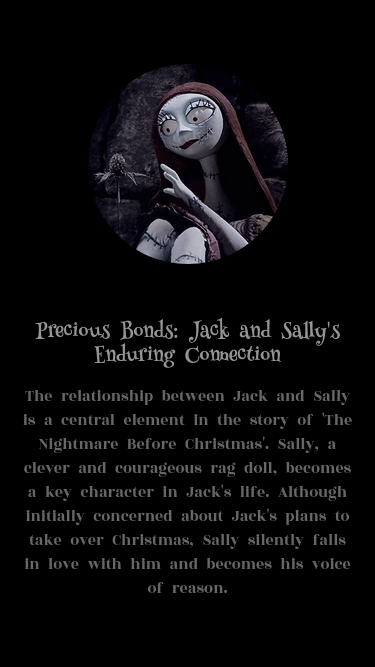 Precious Bonds: Jack and Sally's
Enduring Connection
The relationship between Jack and Sally
is a central element in the story of 'The
Nightmare Before Christmas'. Sally, a
clever and courageous rag doll, becomes
a key character in Jack's life. Although
initially concerned about Jack's plans to
take over Christmas, Sally silently falls
in love with him and becomes his voice
of reason.